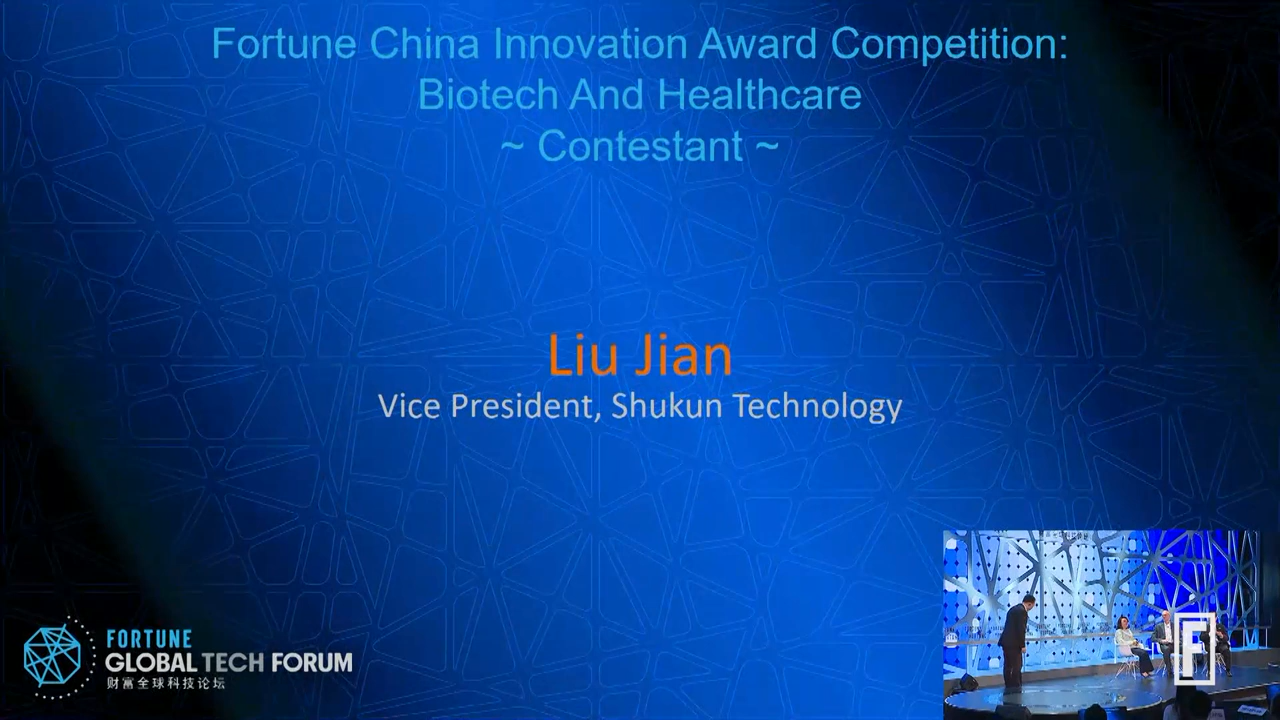 Fortune China Innovation Award Competition:
Biotech And Healthcare
~ Contestant ~
Liu Jian
Vice President, Shukun Technology
FORTUNE
GLOBAL TECH FORUM
财富全球科技论坛
F